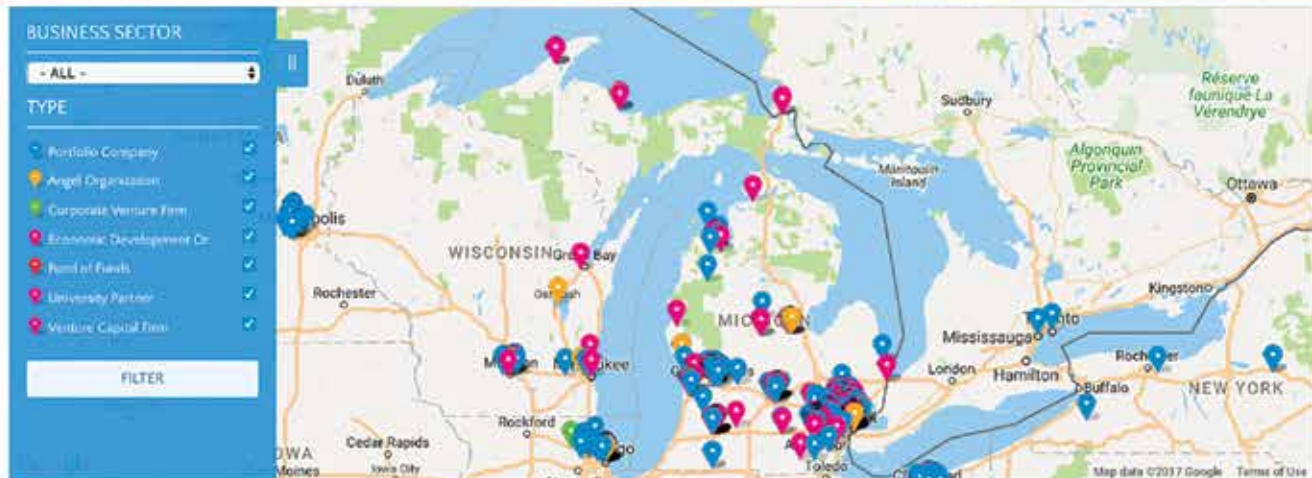 BUSINESS SECTOR
- ALL -
TYPE
Portfolio Company
Angel Organization
Corporate Venture Firm
Economic Development Or.
Fund of Funds
University Partner
Venture Capital Firm
FILTER
Duluth
Sudbury
Réserve
faunique La
Vérendrye
Algonquin
Provincial
Park
Manitoulin
Island
Ottawa
WISCONSIN
Bay
Rochester
Kingston
MICHIGAN
Mississauga
London
Hamilton
Rochester
Buffalo
NEW YORK
Rockford
Cedar Rapids
Iowa City
Moines
Toledo
Map data ©2017 Google
Terms of Use